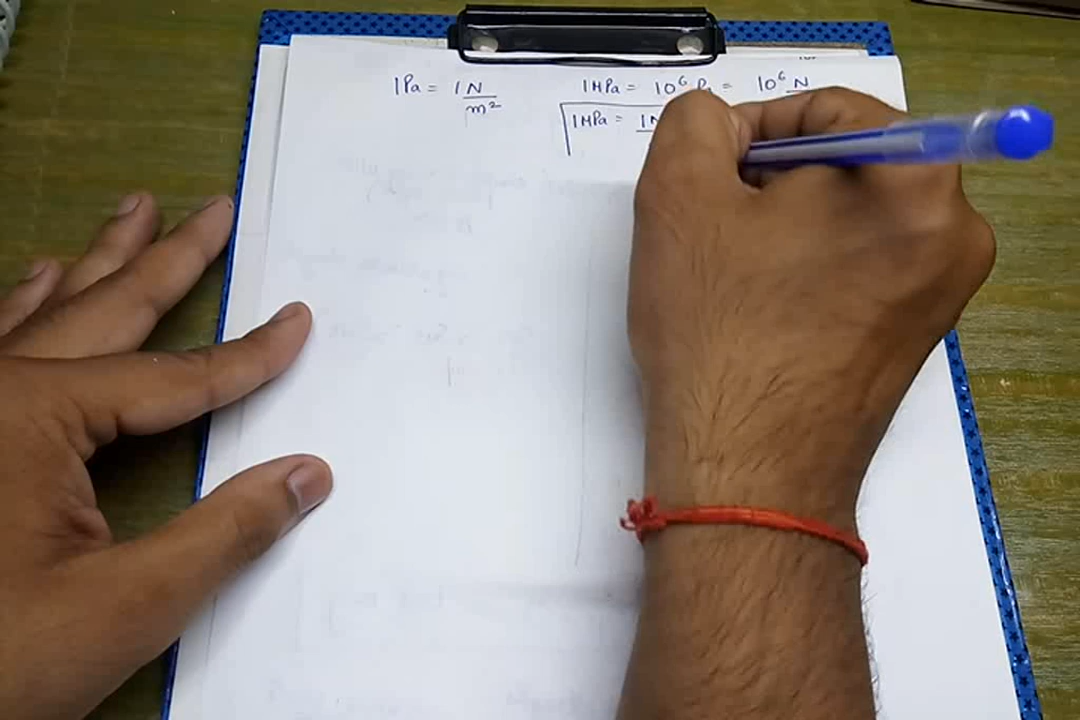 1Pa = 1N/m² 1MPa = 10⁶ Pa = 10⁶ N
1MPa = 1N